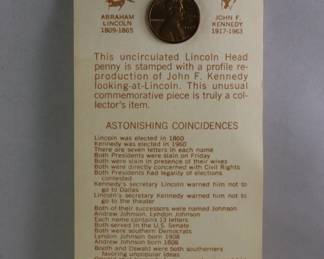 ABRAHAM
LINCOLN
1809-1865
JOHN F.
KENNEDY
1917-1963
This uncirculated Lincoln Head
penny is stamped with a profile re-
production of John F. Kennedy
looking-at-Lincoln. This unusual
commemorative piece is truly a col-
lector's item.
ASTONISHING COINCIDENCES
Lincoln was elected in 1860
Kennedy was elected in 1960
There are seven letters in each name
Both Presidents were slain on Friday
Both were slain in presence of their wives
Both were directly concerned with Civil Rights
Both Presidents had legality of elections
contested
Kennedy's secretary Lincoln warned him not to
go to Dallas
Lincoln's secretary Kennedy warned him not to
go to the theater
Both of their successors were named Johnson
Andrew Johnson, Lyndon Johnson
Each name contains 13 letters
Both served in the U.S. Senate
Both were southern Democrats
Lyndon Johnson born 1908
Andrew Johnson born 1808
Booth and Oswald were both southerners
favoring unpopular ideas